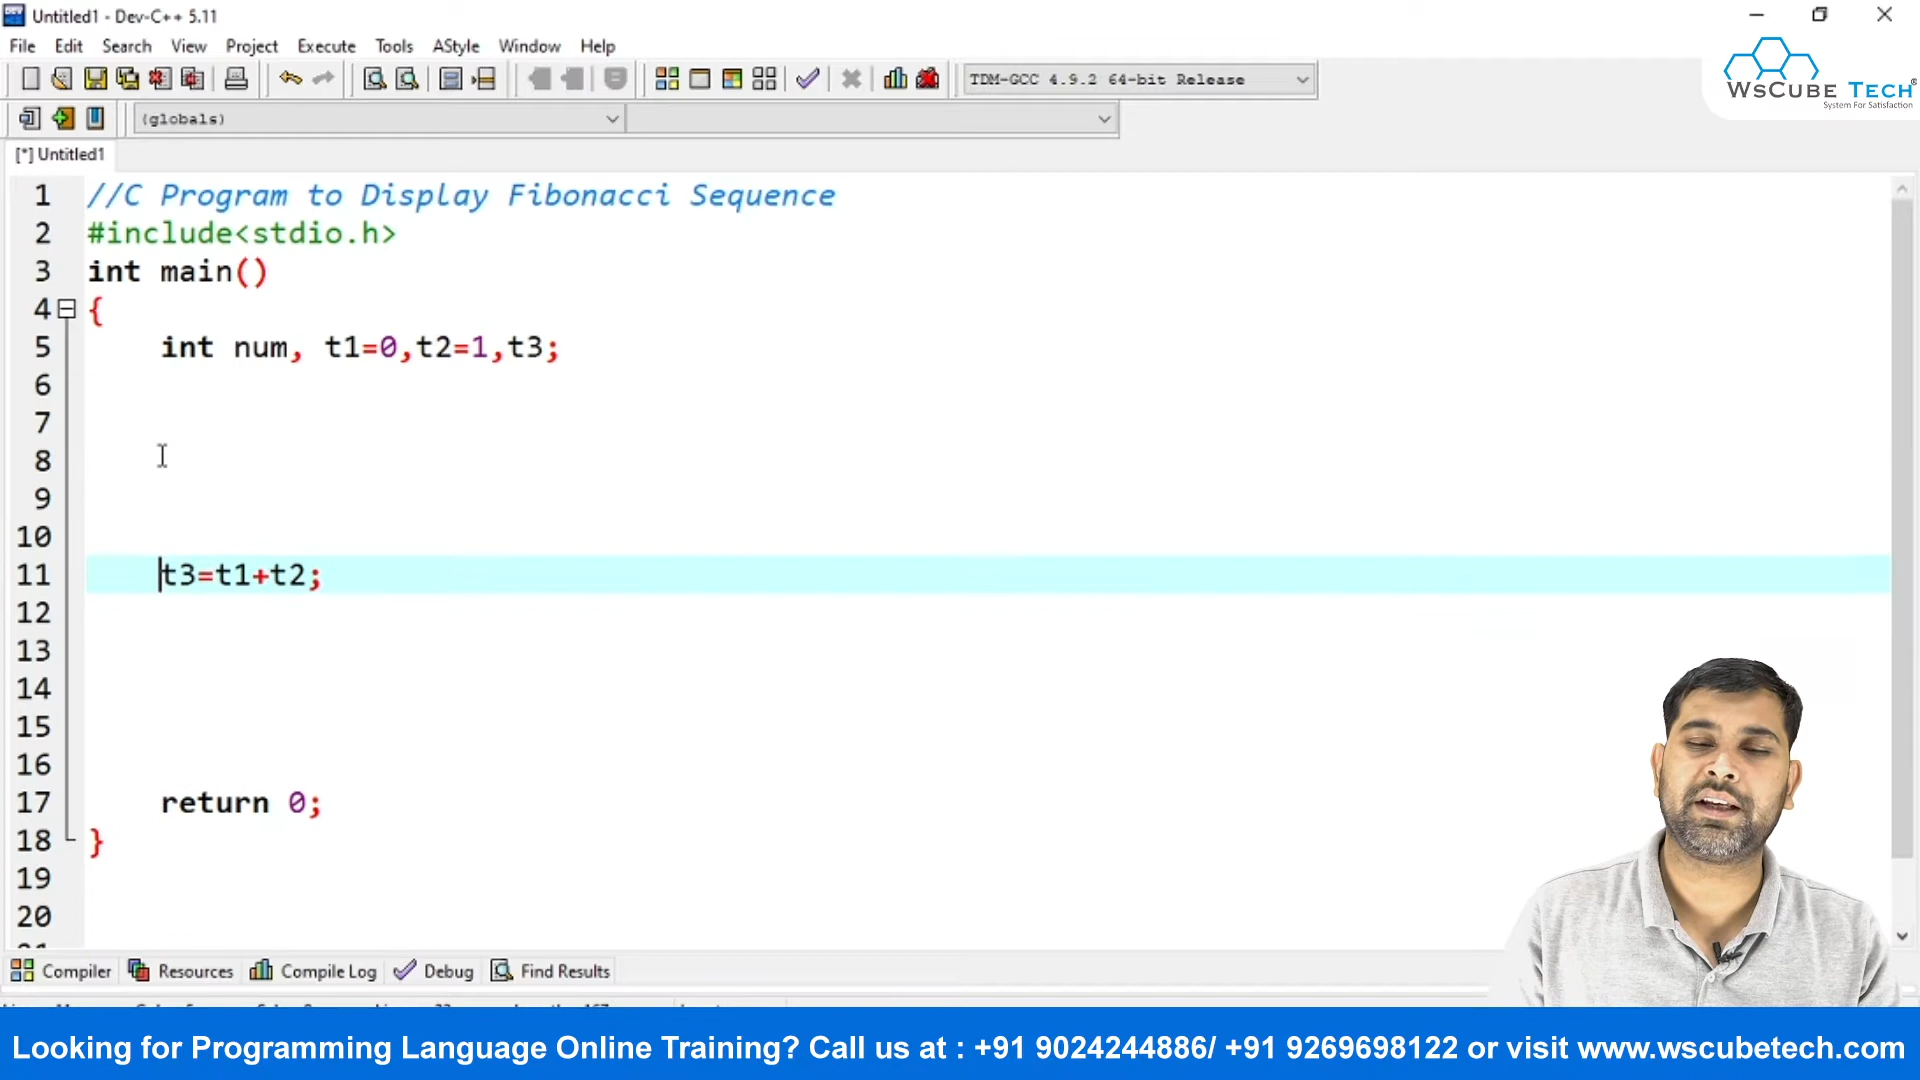 Untitled1 - Dev-C++ 5.11
File Edit Search View Project Execute Tools AStyle Window Help
TDM-GCC 4.9.2 64-bit Release
WsCube Tech
System For Satisfaction
(globals)
[*] Untitled1
1 //C Program to Display Fibonacci Sequence
2 #include<stdio.h>
3 int main()
4 {
5 int num, t1=0,t2=1,t3;
6
7
8
9
10
11 t3=t1+t2;
12
13
14
15
16
17 return 0;
18 }
19
20
Compiler Resources Compile Log Debug Find Results
Looking for Programming Language Online Training? Call us at : +91 9024244886/ +91 9269698122 or visit www.wscubetech.com